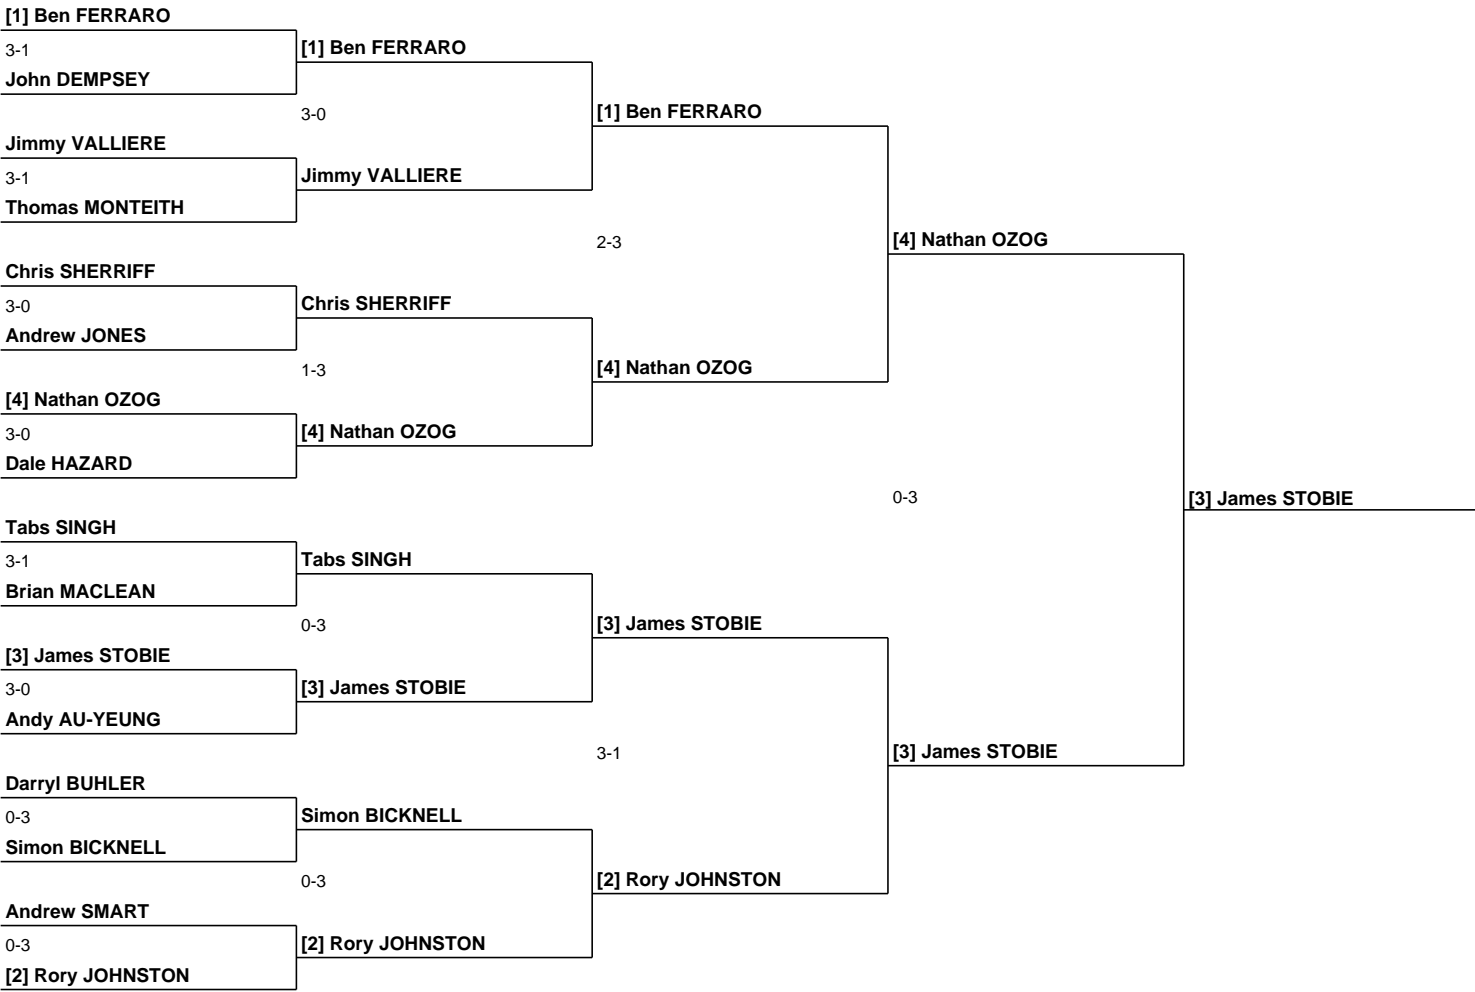 [1] Ben FERRARO
3-1
[1] Ben FERRARO
John DEMPSEY
3-0
[1] Ben FERRARO
Jimmy VALLIERE
3-1
Jimmy VALLIERE
Thomas MONTEITH
2-3
[4] Nathan OZOG
Chris SHERRIFF
3-0
Chris SHERRIFF
Andrew JONES
1-3
[4] Nathan OZOG
[4] Nathan OZOG
3-0
[4] Nathan OZOG
Dale HAZARD
0-3
[3] James STOBIE
Tabs SINGH
3-1
Tabs SINGH
Brian MACLEAN
0-3
[3] James STOBIE
[3] James STOBIE
3-0
[3] James STOBIE
Andy AU-YEUNG
3-1
[3] James STOBIE
Darryl BUHLER
0-3
Simon BICKNELL
Simon BICKNELL
0-3
[2] Rory JOHNSTON
Andrew SMART
0-3
[2] Rory JOHNSTON
[2] Rory JOHNSTON